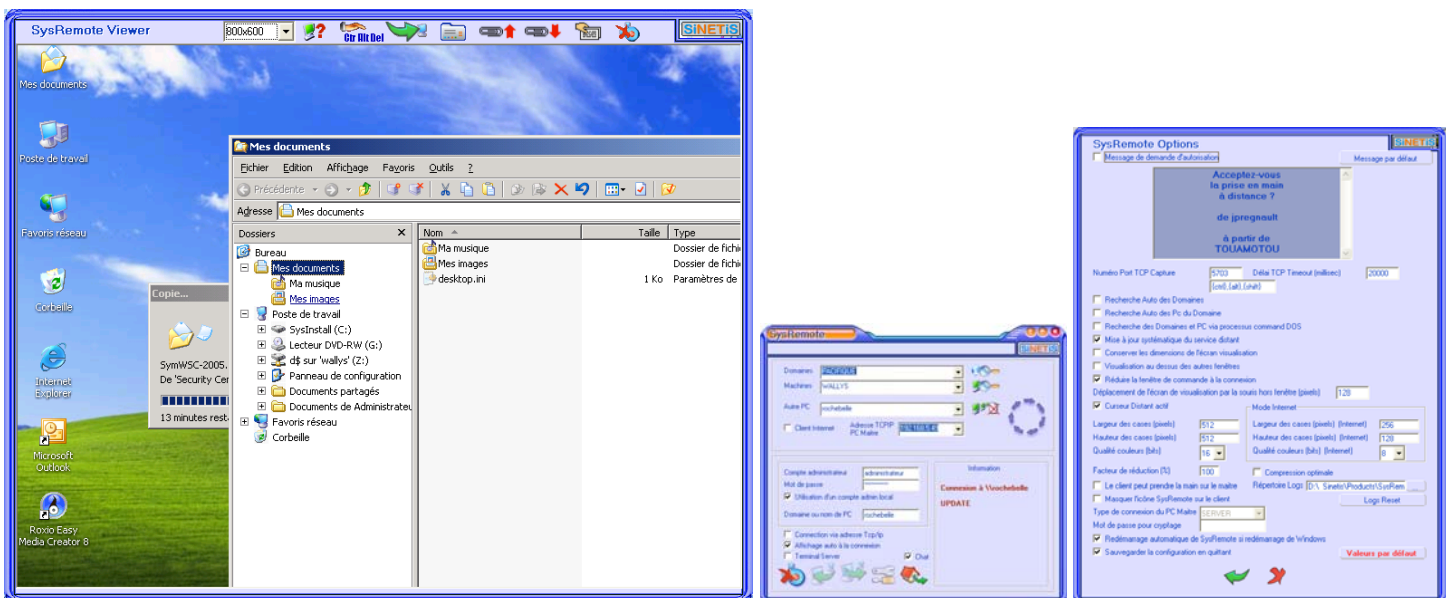 SysRemote Viewer
800x600
Ctr Alt Del
SiNETiS
Mes documents
Poste de travail
Favoris réseau
Corbeille
Internet Explorer
Microsoft Outlook
Roxio Easy Media Creator 8
Copie...
SymWSC-2005.
De 'Security Cer
13 minutes rest
Mes documents
Fichier Edition Affichage Favoris Outils ?
Précédente
Adresse Mes documents
Dossiers
Nom Taille Type
Bureau
Mes documents
Ma musique
Mes images
Poste de travail
SysInstall (C:)
Lecteur DVD-RW (G:)
d$ sur 'wallys' (Z:)
Panneau de configuration
Documents partagés
Documents de Administrateu
Favoris réseau
Corbeille
Ma musique Dossier de fichi
Mes images Dossier de fichi
desktop.ini 1 Ko Paramètres de
SysRemote
SiNETiS
Domaines PACIFIQUE
Machines WALLYS
Autre PC rochebelle
Client Internet Adresse TCPIP PC Maitre
Compte administrateur administrateur
Mot de passe
Utilisation d'un compte admin local
Domaine ou nom de PC rochebelle
Connection via adresse Tcp/Ip
Affichage auto à la connexion
Terminal Server Chat
Information
Connexion à \\rochebelle
UPDATE
SysRemote Options
SiNETiS
Message de demande d'autorisation
Message par défaut
Acceptez-vous
la prise en main
à distance ?
de jpregnault
à partir de
TOUAMOTOU
Numéro Port TCP Capture 5703 Délai TCP Timeout (millisec) 20000
(ctrl),(alt),(shift)
Recherche Auto des Domaines
Recherche Auto des Pc du Domaine
Recherche des Domaines et PC via processus command DOS
Mise à jour systématique du service distant
Conserver les dimensions de l'écran visualisation
Visualisation au dessus des autres fenêtres
Réduire la fenêtre de commande à la connexion
Déplacement de l'écran de visualisation par la souris hors fenêtre (pixels) 128
Curseur Distant actif
Mode Internet
Largeur des cases (pixels) 512 Largeur des cases (pixels) (Internet) 256
Hauteur des cases (pixels) 512 Hauteur des cases (pixels) (Internet) 128
Qualité couleurs (bits) 16 Qualité couleurs (bits) (Internet) 8
Facteur de réduction (%) 100 Compression optimale
Le client peut prendre la main sur le maitre Répertoire Logs D:\_Sinetis\Products\SysRem ...
Masquer l'icône SysRemote sur le client Logs Reset
Type de connexion du PC Maitre SERVER
Mot de passe pour cryptage
Redémarrage automatique de SysRemote si redémarrage de Windows
Sauvegarder la configuration en quittant Valeurs par défaut